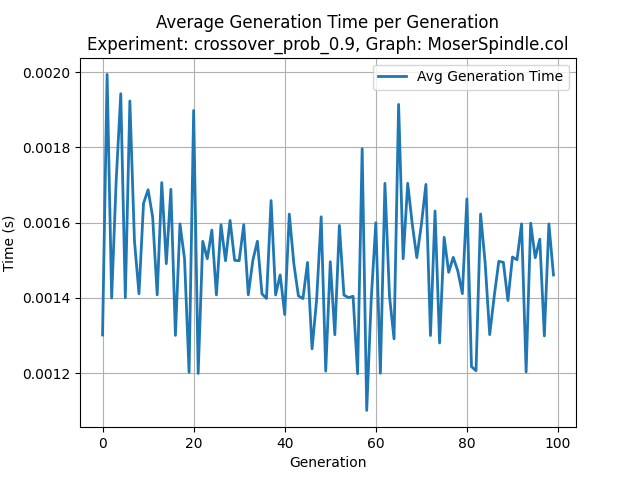 Average Generation Time per Generation
Experiment: crossover_prob_0.9, Graph: MoserSpindle.col
Avg Generation Time
Time (s)
0.0020
0.0018
0.0016
0.0014
0.0012
0 20 40 60 80 100
Generation